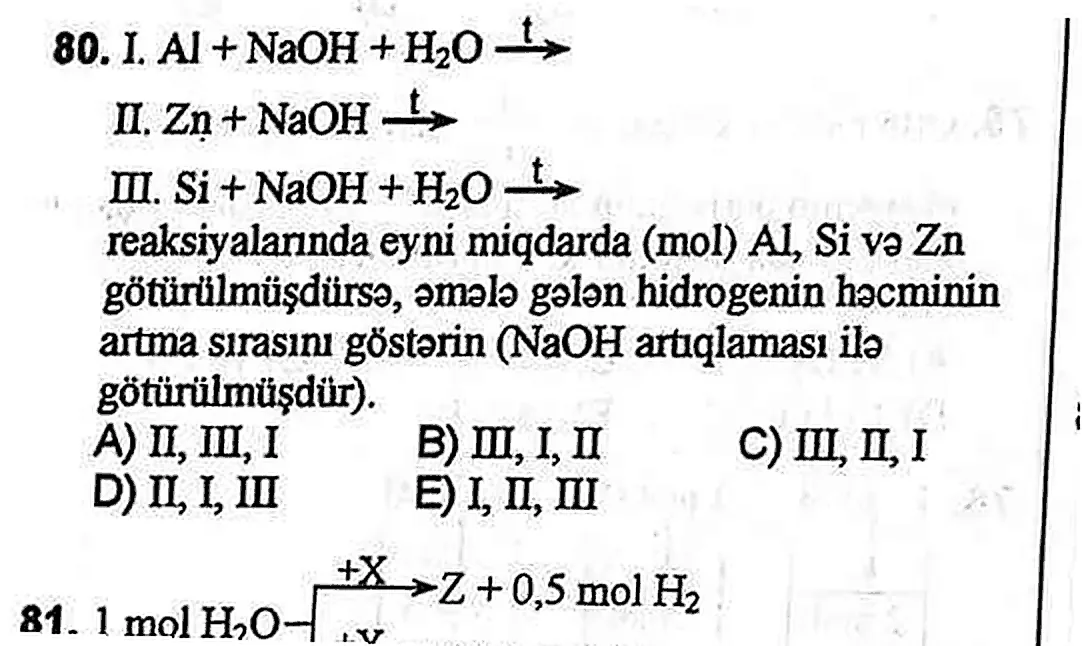 80. I. Al + NaOH + H₂O —t→
II. Zn + NaOH —t→
III. Si + NaOH + H₂O —t→
reaksiyalarında eyni miqdarda (mol) Al, Si və Zn
götürülmüşdürsə, əmələ gələn hidrogenin həcminin
artma sırasını göstərin (NaOH artıqlaması ilə
götürülmüşdür).
A) II, III, I B) III, I, II C) III, II, I
D) II, I, III E) I, II, III
+X → Z + 0,5 mol H₂
81. 1 mol H₂O
+Y